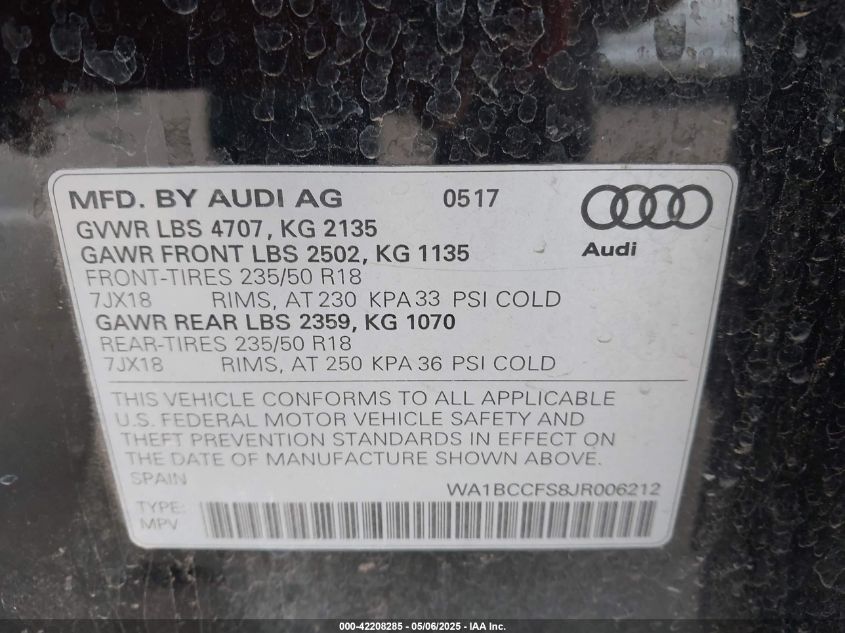 MFD. BY AUDI AG 0517
GVWR LBS 4707, KG 2135
GAWR FRONT LBS 2502, KG 1135
Audi
FRONT-TIRES 235/50 R18
7JX18 RIMS, AT 230 KPA 33 PSI COLD
GAWR REAR LBS 2359, KG 1070
REAR-TIRES 235/50 R18
7JX18 RIMS, AT 250 KPA 36 PSI COLD
THIS VEHICLE CONFORMS TO ALL APPLICABLE
U.S. FEDERAL MOTOR VEHICLE SAFETY AND
THEFT PREVENTION STANDARDS IN EFFECT ON
THE DATE OF MANUFACTURE SHOWN ABOVE.
SPAIN
WA1BCCFS8JR006212
TYPE:
MPV
000-42208285 - 05/06/2025 - IAA Inc.